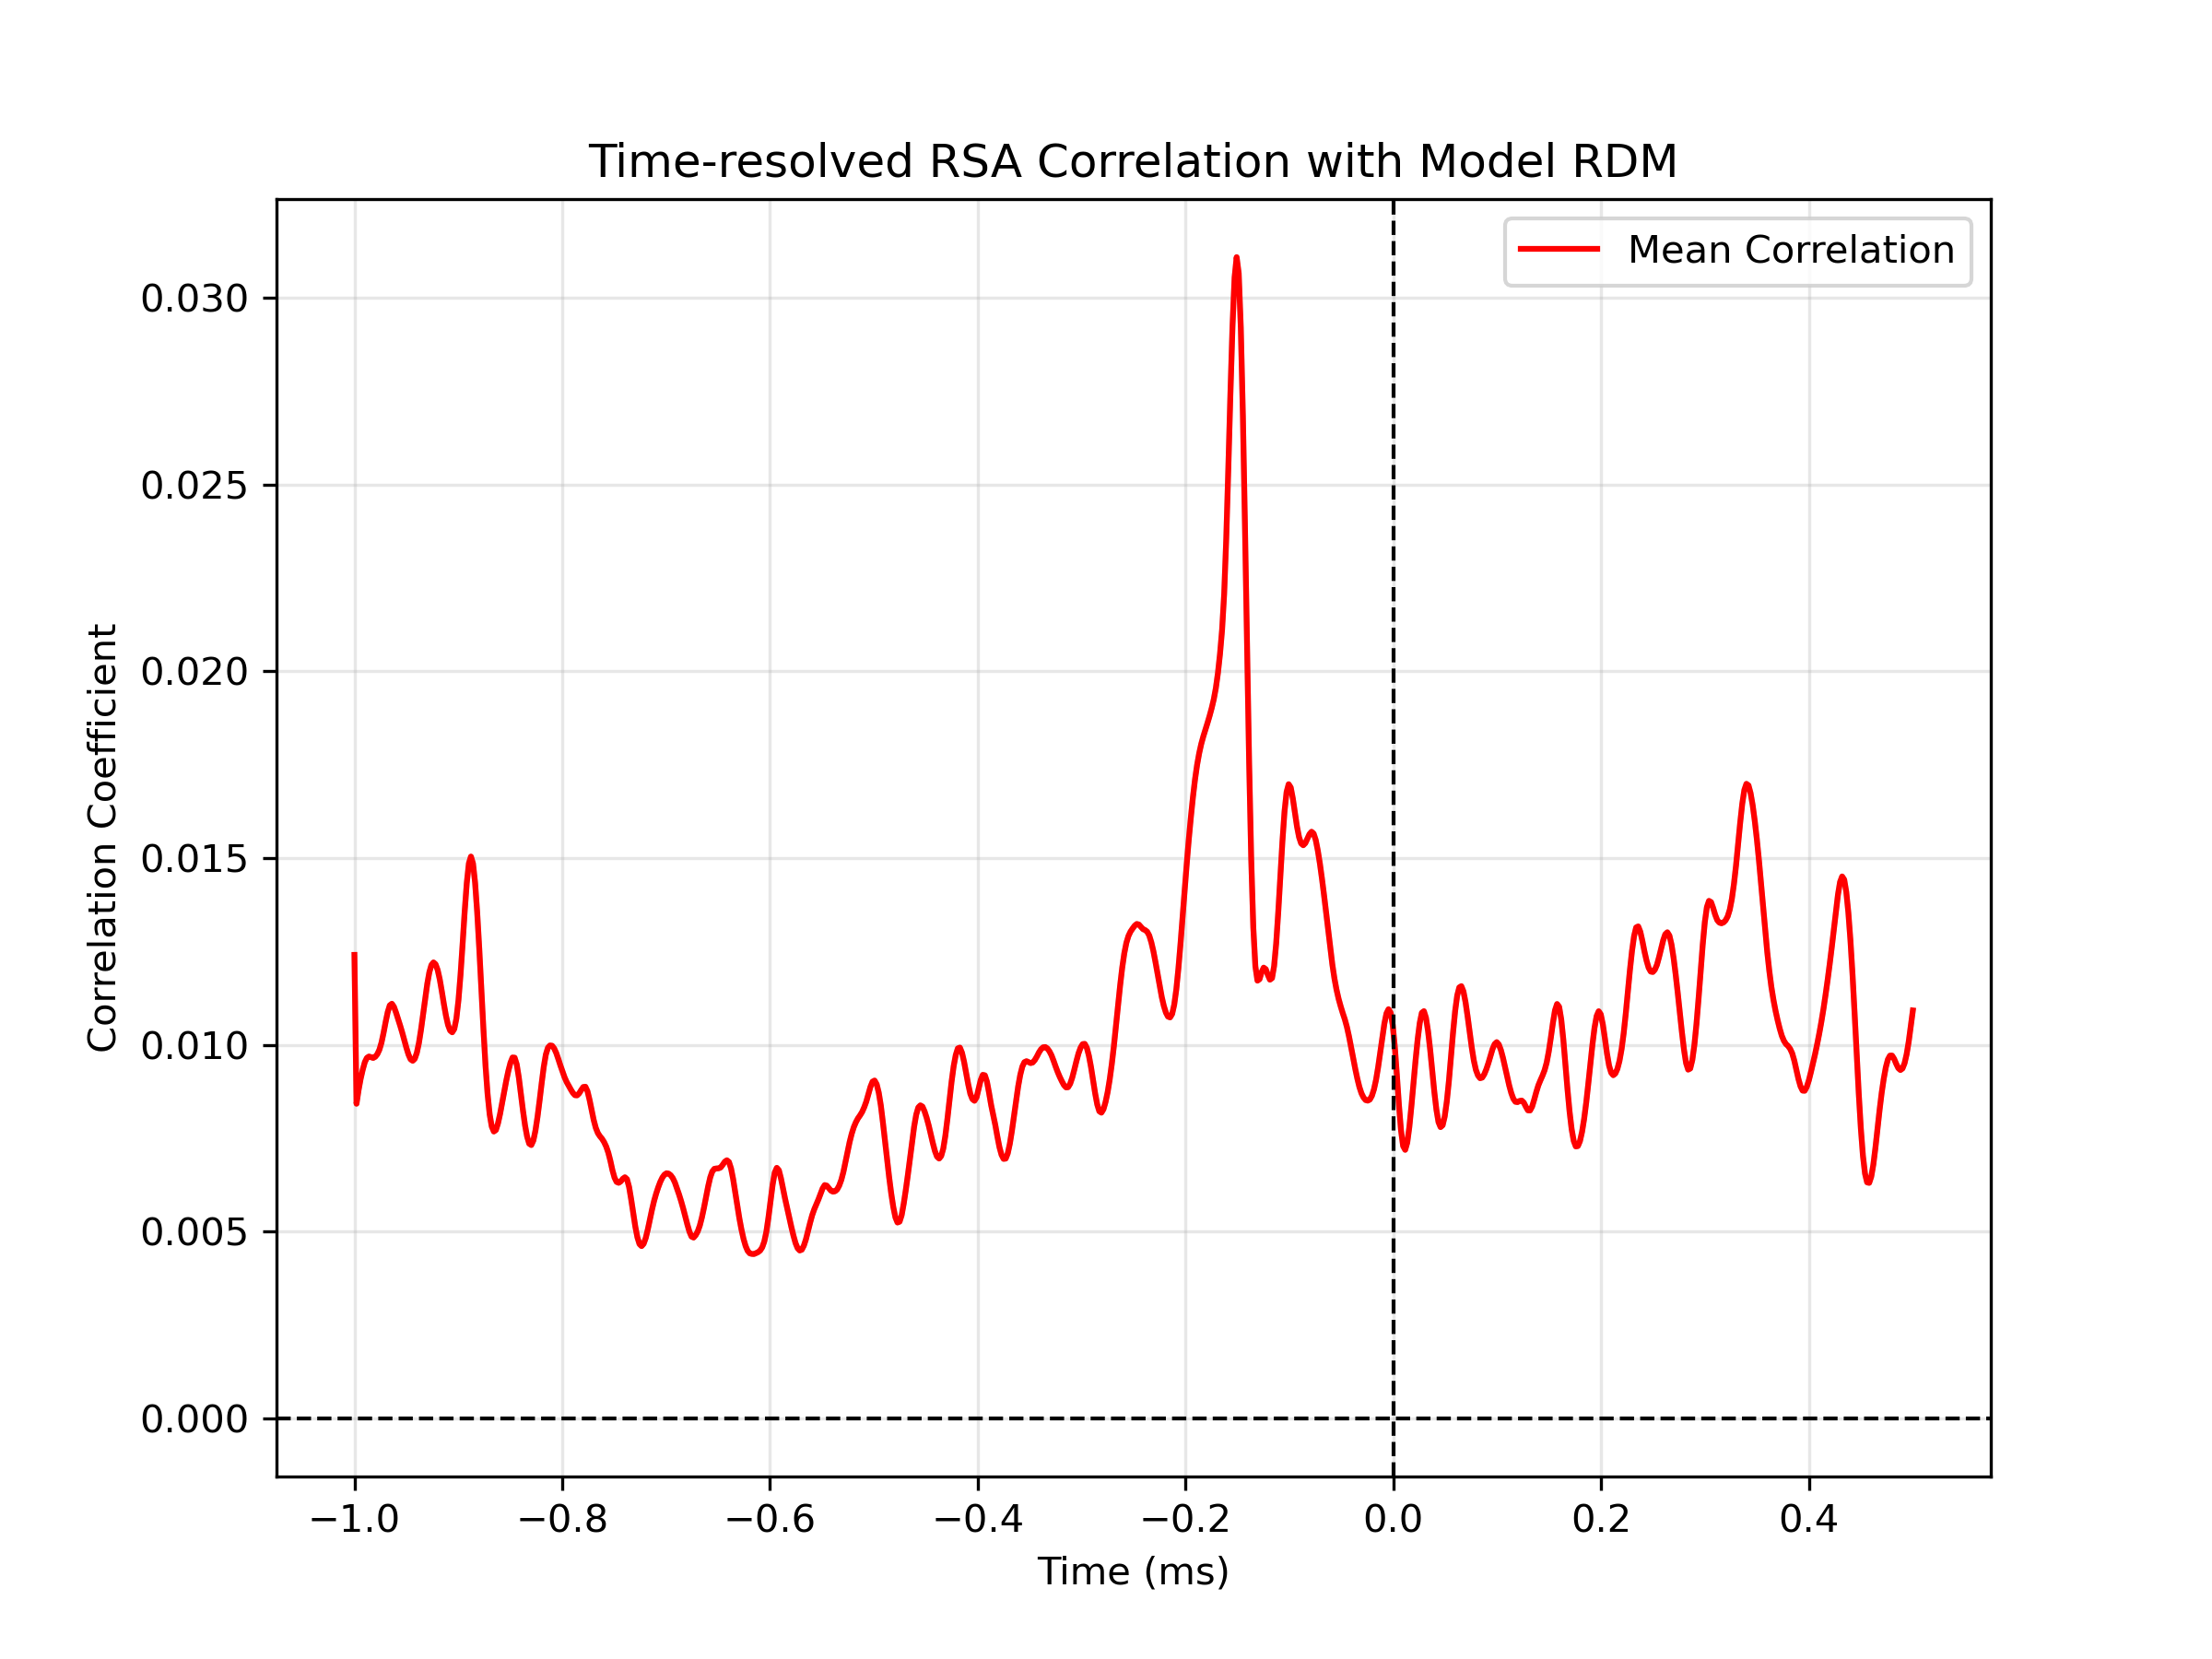 Time-resolved RSA Correlation with Model RDM
Mean Correlation
Correlation Coefficient
0.030
0.025
0.020
0.015
0.010
0.005
0.000
−1.0 −0.8 −0.6 −0.4 −0.2 0.0 0.2 0.4
Time (ms)